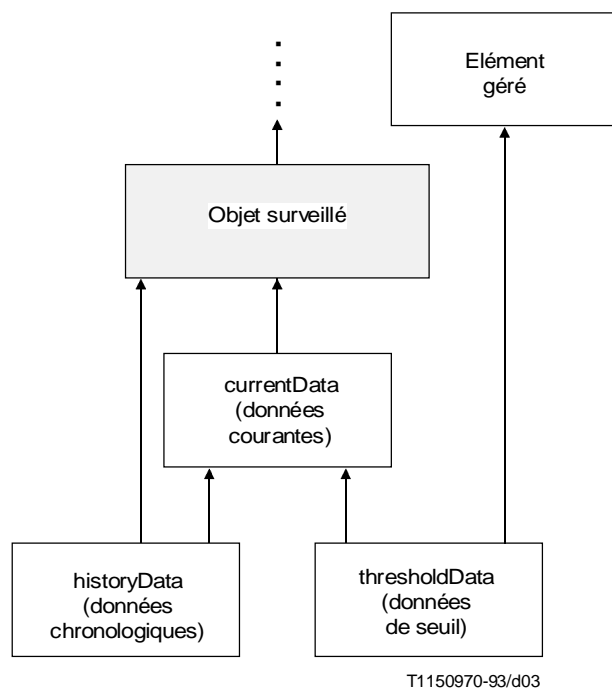 Elément
géré
Objet surveillé
currentData
(données
courantes)
historyData
(données
chronologiques)
thresholdData
(données
de seuil)
T1150970-93/d03